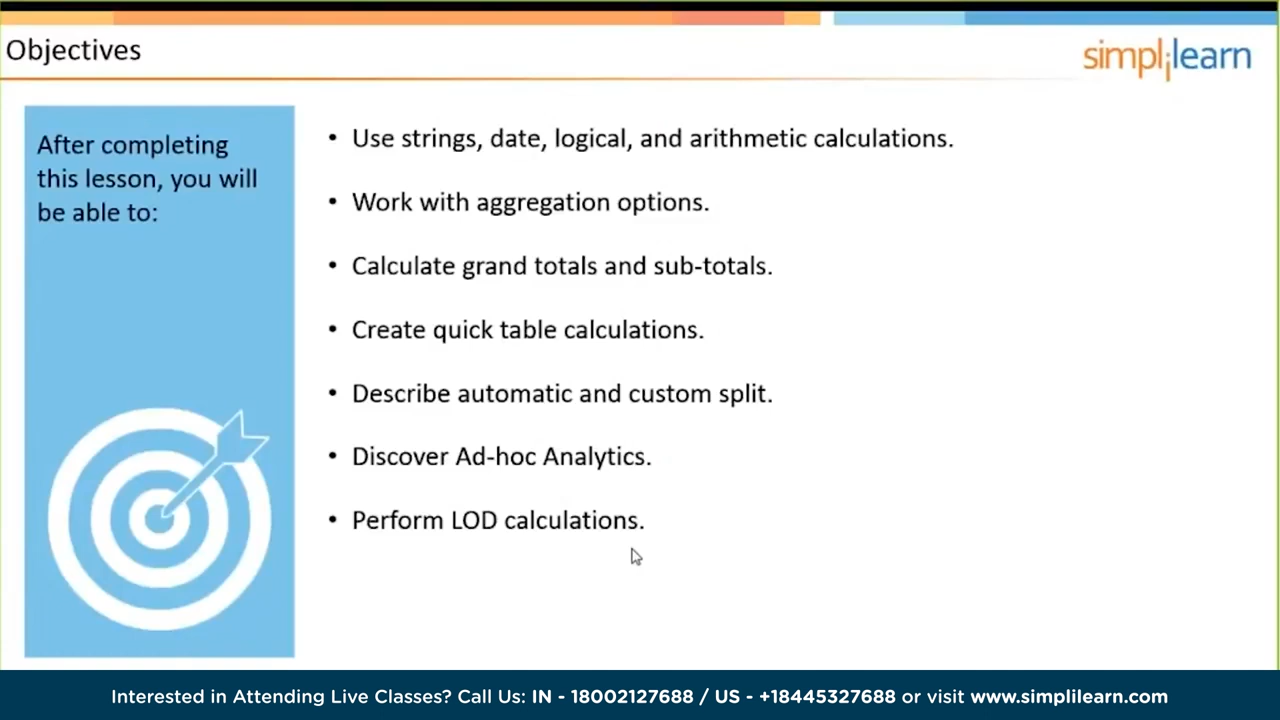 Objectives
simplilearn
After completing
this lesson, you will
be able to:
• Use strings, date, logical, and arithmetic calculations.
• Work with aggregation options.
• Calculate grand totals and sub-totals.
• Create quick table calculations.
• Describe automatic and custom split.
• Discover Ad-hoc Analytics.
• Perform LOD calculations.
Interested in Attending Live Classes? Call Us: IN - 18002127688 / US - +18445327688 or visit www.simplilearn.com